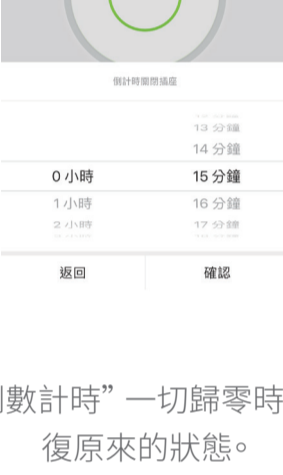 倒計時關閉插座
13 分鐘
14 分鐘
0 小時 15 分鐘
1 小時 16 分鐘
2 小時 17 分鐘
返回 確認
數計時” 一切歸零時
復原來的狀態。